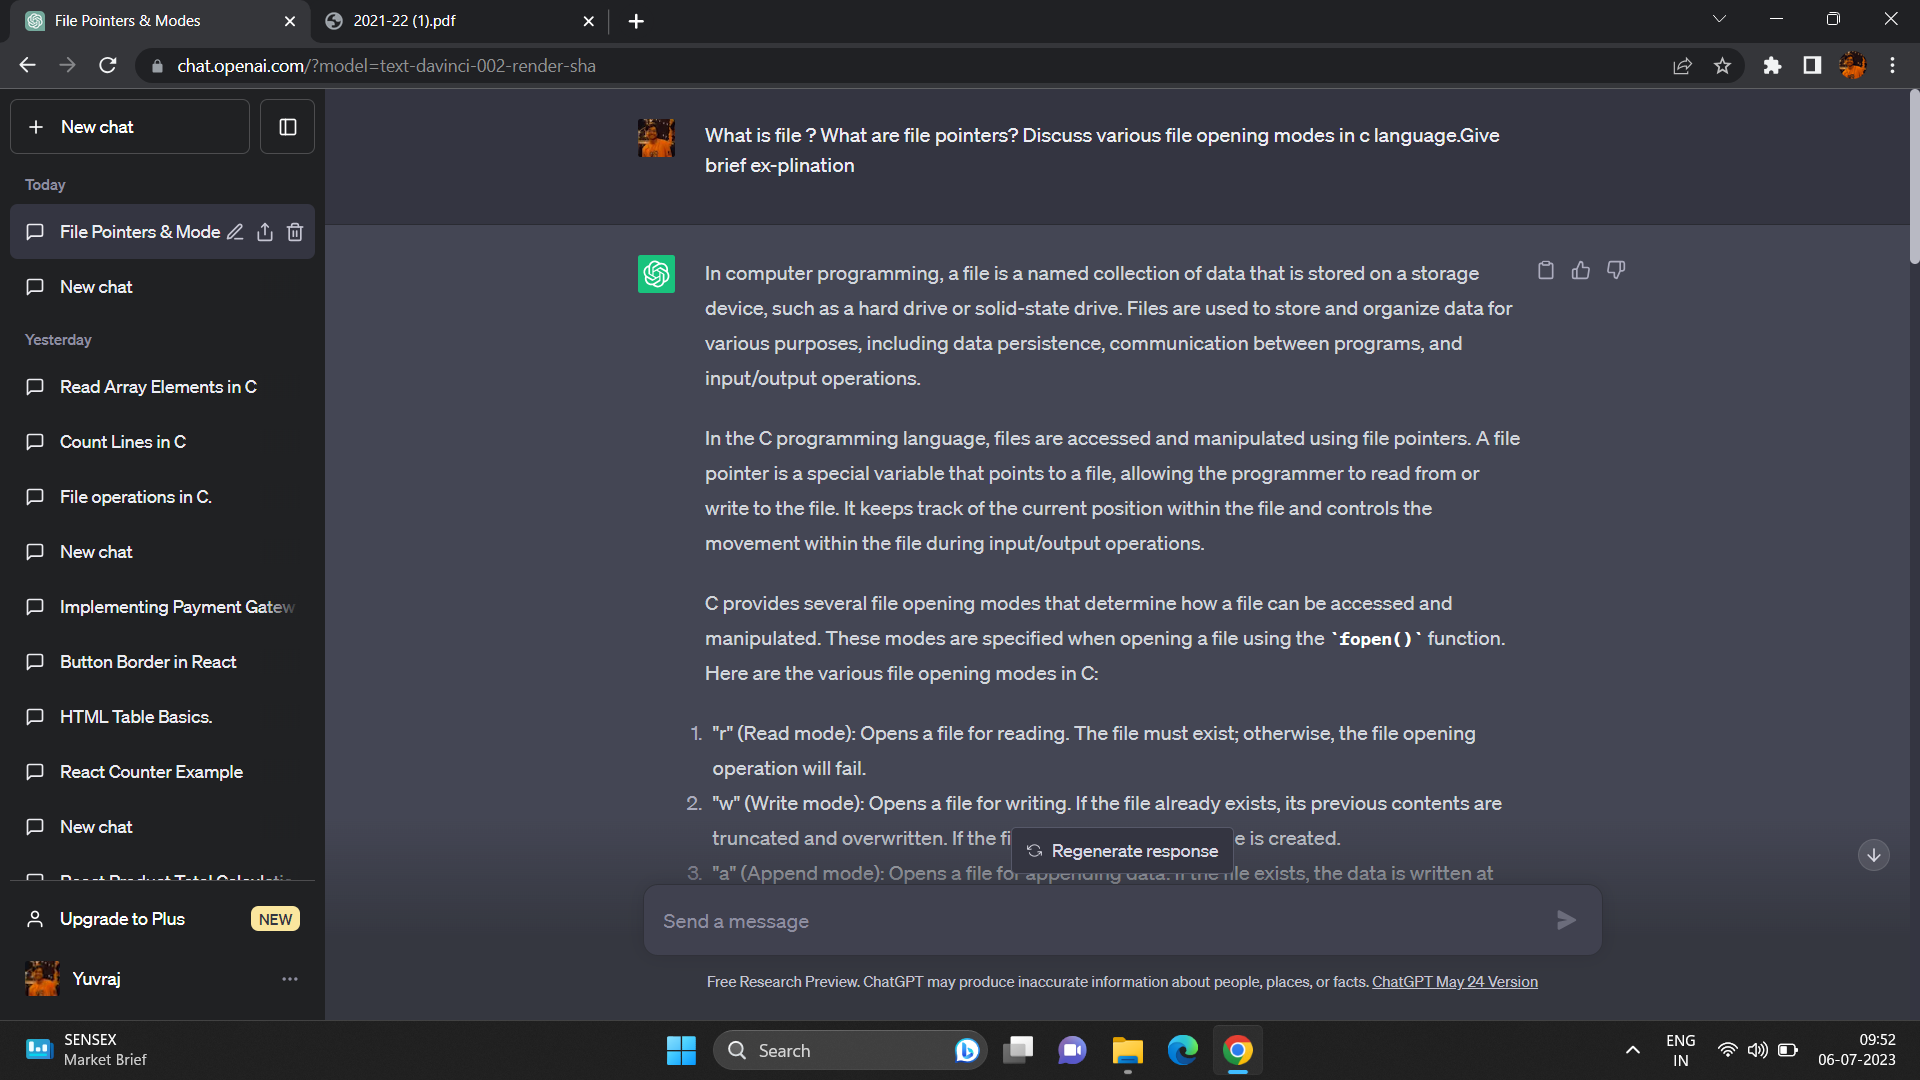 File Pointers & Modes
2021-22 (1).pdf
chat.openai.com/?model=text-davinci-002-render-sha
New chat
Today
File Pointers & Mode
New chat
Yesterday
Read Array Elements in C
Count Lines in C
File operations in C.
New chat
Implementing Payment Gatew
Button Border in React
HTML Table Basics.
React Counter Example
New chat
Upgrade to Plus NEW
Yuvraj
What is file ? What are file pointers? Discuss various file opening modes in c language.Give
brief ex-plination
In computer programming, a file is a named collection of data that is stored on a storage
device, such as a hard drive or solid-state drive. Files are used to store and organize data for
various purposes, including data persistence, communication between programs, and
input/output operations.
In the C programming language, files are accessed and manipulated using file pointers. A file
pointer is a special variable that points to a file, allowing the programmer to read from or
write to the file. It keeps track of the current position within the file and controls the
movement within the file during input/output operations.
C provides several file opening modes that determine how a file can be accessed and
manipulated. These modes are specified when opening a file using the `fopen()` function.
Here are the various file opening modes in C:
1. "r" (Read mode): Opens a file for reading. The file must exist; otherwise, the file opening
operation will fail.
2. "w" (Write mode): Opens a file for writing. If the file already exists, its previous contents are
truncated and overwritten. If the fi e is created.
Regenerate response
3. "a" (Append mode): Opens a file for appending data. If the file exists, the data is written at
Send a message
Free Research Preview. ChatGPT may produce inaccurate information about people, places, or facts. ChatGPT May 24 Version
SENSEX
Market Brief
Search
ENG
IN
09:52
06-07-2023